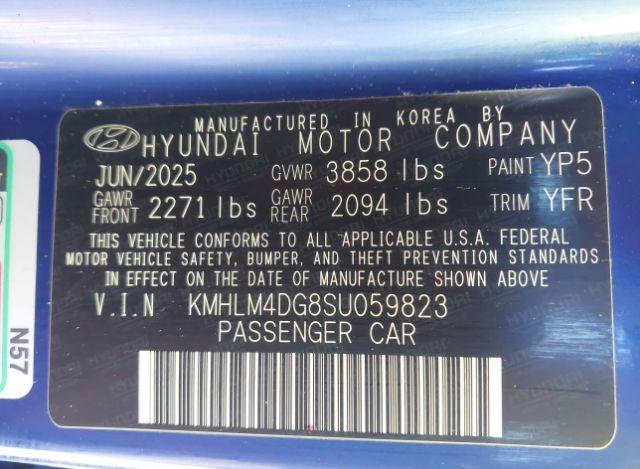 MANUFACTURED IN KOREA BY
HYUNDAI MOTOR COMPANY
JUN/2025 GVWR 3858 lbs PAINT YP5
GAWR FRONT 2271 lbs GAWR REAR 2094 lbs TRIM YFR
THIS VEHICLE CONFORMS TO ALL APPLICABLE U.S.A. FEDERAL
MOTOR VEHICLE SAFETY, BUMPER, AND THEFT PREVENTION STANDARDS
IN EFFECT ON THE DATE OF MANUFACTURE SHOWN ABOVE
V.I.N KMHLM4DG8SU059823
PASSENGER CAR
N57